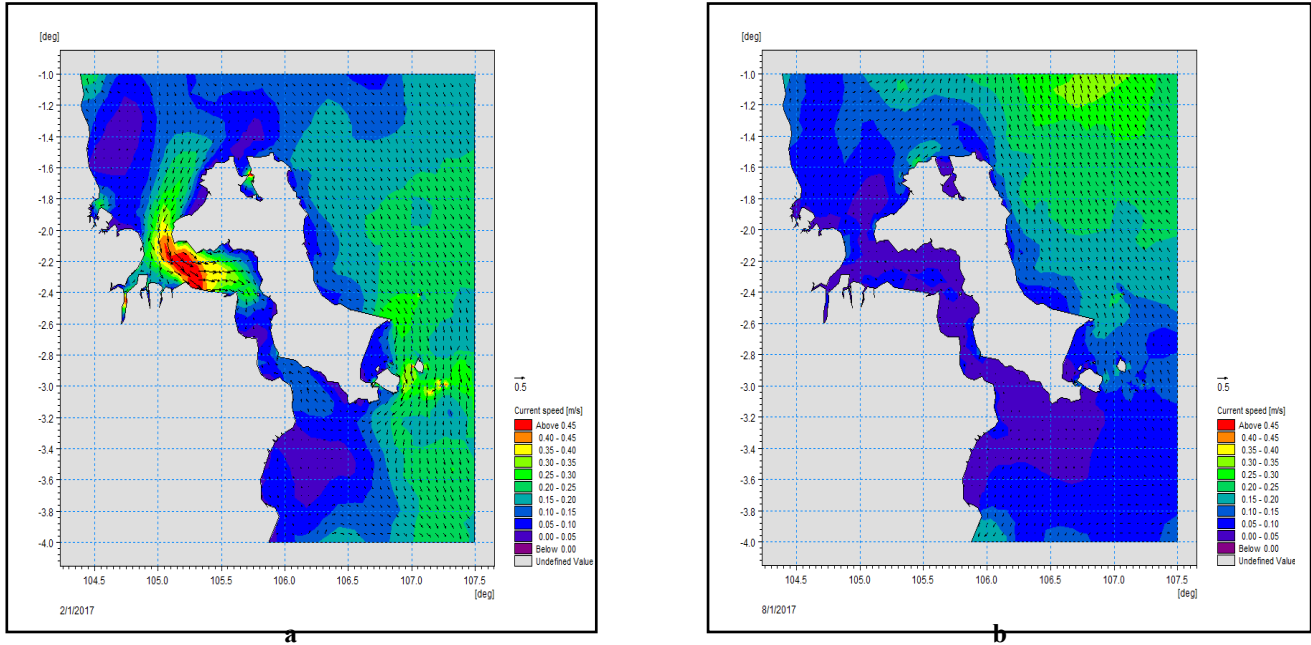 [deg]
-1.0
-1.2
-1.4
-1.6
-1.8
-2.0
-2.2
-2.4
-2.6
-2.8
-3.0
-3.2
-3.4
-3.6
-3.8
-4.0
104.5 105.0 105.5 106.0 106.5 107.0 107.5
[deg]
2/1/2017
0.5
Current speed [m/s]
Above 0.45
0.40 - 0.45
0.35 - 0.40
0.30 - 0.35
0.25 - 0.30
0.20 - 0.25
0.15 - 0.20
0.10 - 0.15
0.05 - 0.10
0.00 - 0.05
Below 0.00
Undefined Value
a
[deg]
-1.0
-1.2
-1.4
-1.6
-1.8
-2.0
-2.2
-2.4
-2.6
-2.8
-3.0
-3.2
-3.4
-3.6
-3.8
-4.0
104.5 105.0 105.5 106.0 106.5 107.0 107.5
[deg]
8/1/2017
0.5
Current speed [m/s]
Above 0.45
0.40 - 0.45
0.35 - 0.40
0.30 - 0.35
0.25 - 0.30
0.20 - 0.25
0.15 - 0.20
0.10 - 0.15
0.05 - 0.10
0.00 - 0.05
Below 0.00
Undefined Value
b